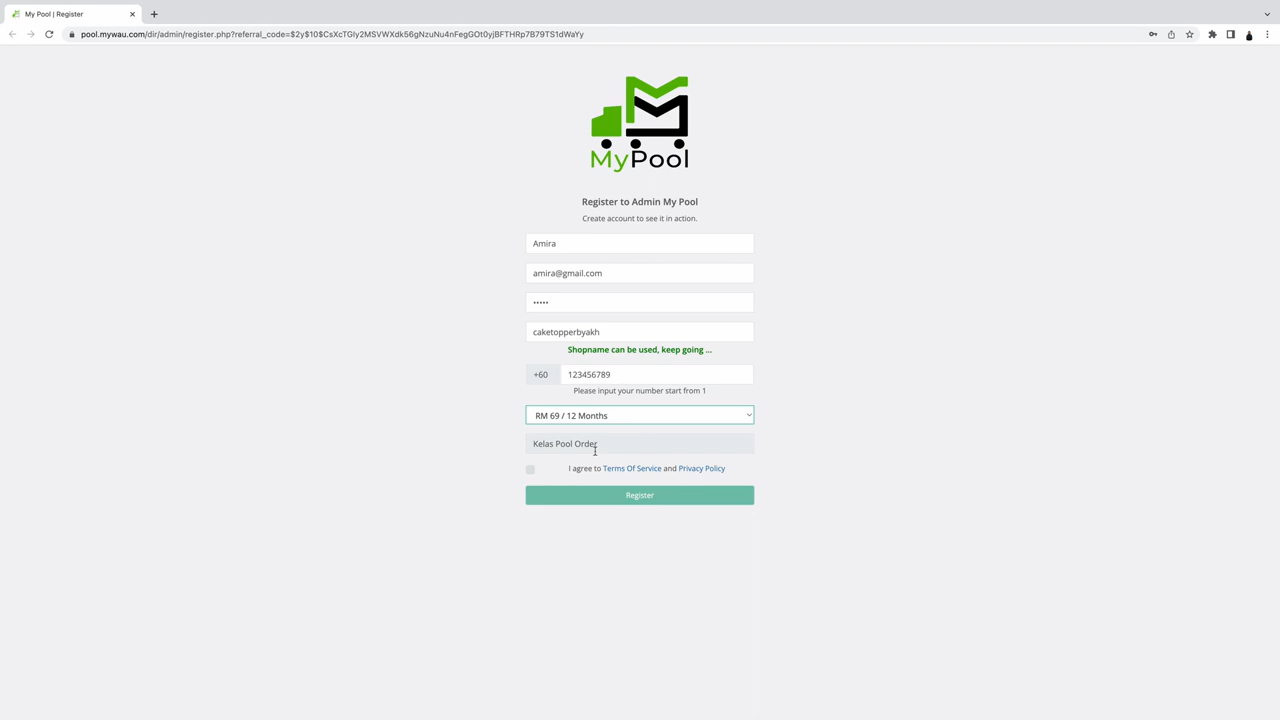 My Pool | Register
pool.mywau.com/dir/admin/register.php?referral_code=$2y$10$CsXcTGIy2MSVWXdk56gNzuNu4nFegGOt0yjBFTHRp7B79TS1dWaYy
MyPool
Register to Admin My Pool
Create account to see it in action.
Amira
amira@gmail.com
•••••
caketopperbyakh
Shopname can be used, keep going ...
+60 123456789
Please input your number start from 1
RM 69 / 12 Months
Kelas Pool Order
I agree to Terms Of Service and Privacy Policy
Register